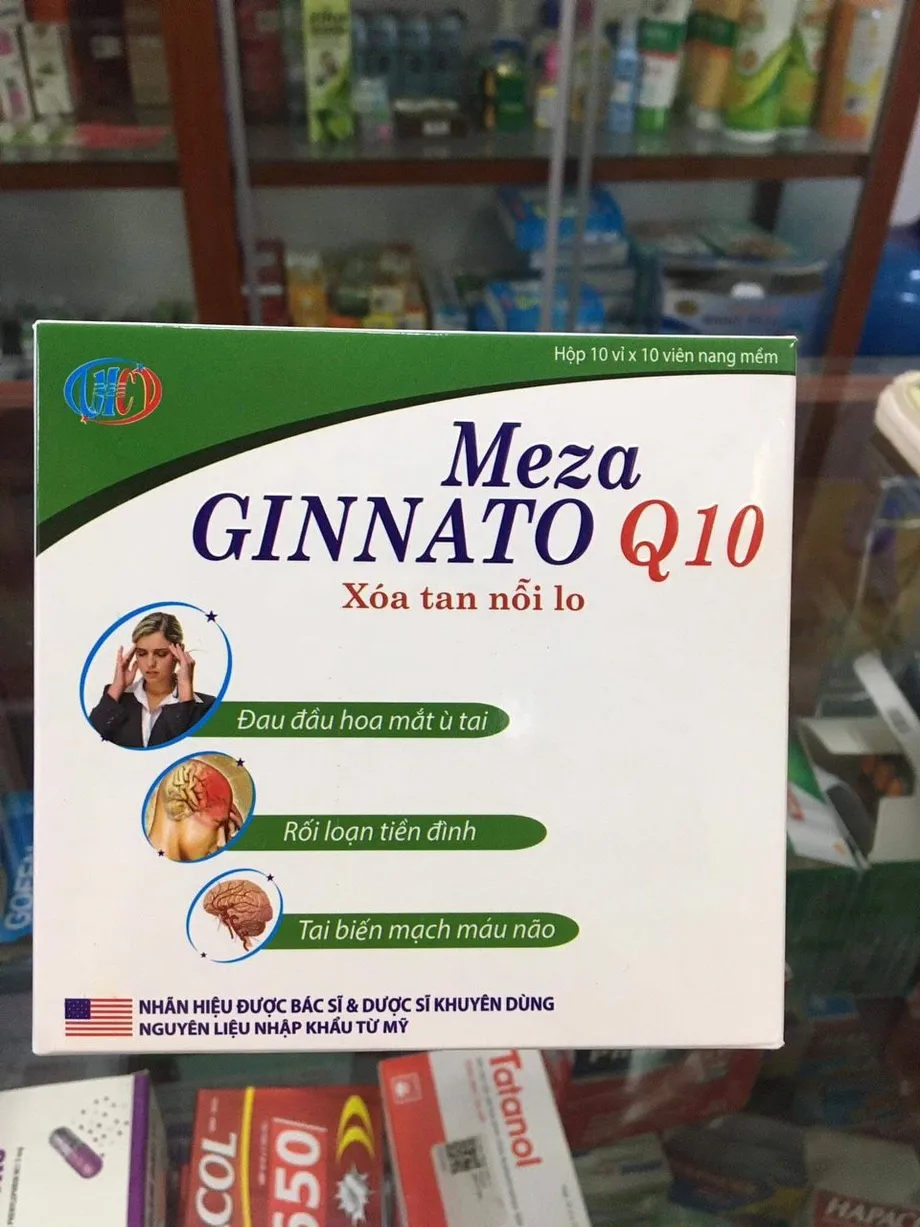 Hộp 10 vỉ x 10 viên nang mềm
Meza
GINNATO Q10
Xóa tan nỗi lo
Đau đầu hoa mắt ù tai
Rối loạn tiền đình
Tai biến mạch máu não
NHÃN HIỆU ĐƯỢC BÁC SĨ & DƯỢC SĨ KHUYÊN DÙNG
NGUYÊN LIỆU NHẬP KHẨU TỪ MỸ
Tatanol
650